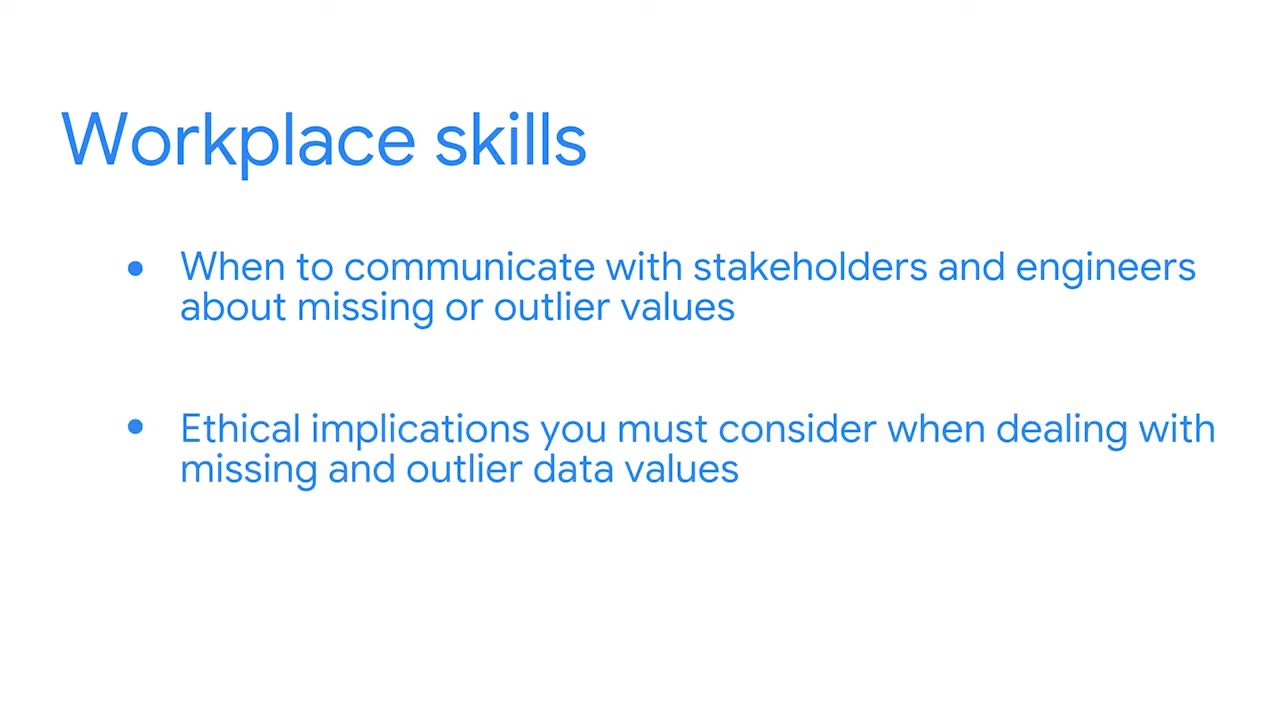 Workplace skills
• When to communicate with stakeholders and engineers
about missing or outlier values
• Ethical implications you must consider when dealing with
missing and outlier data values